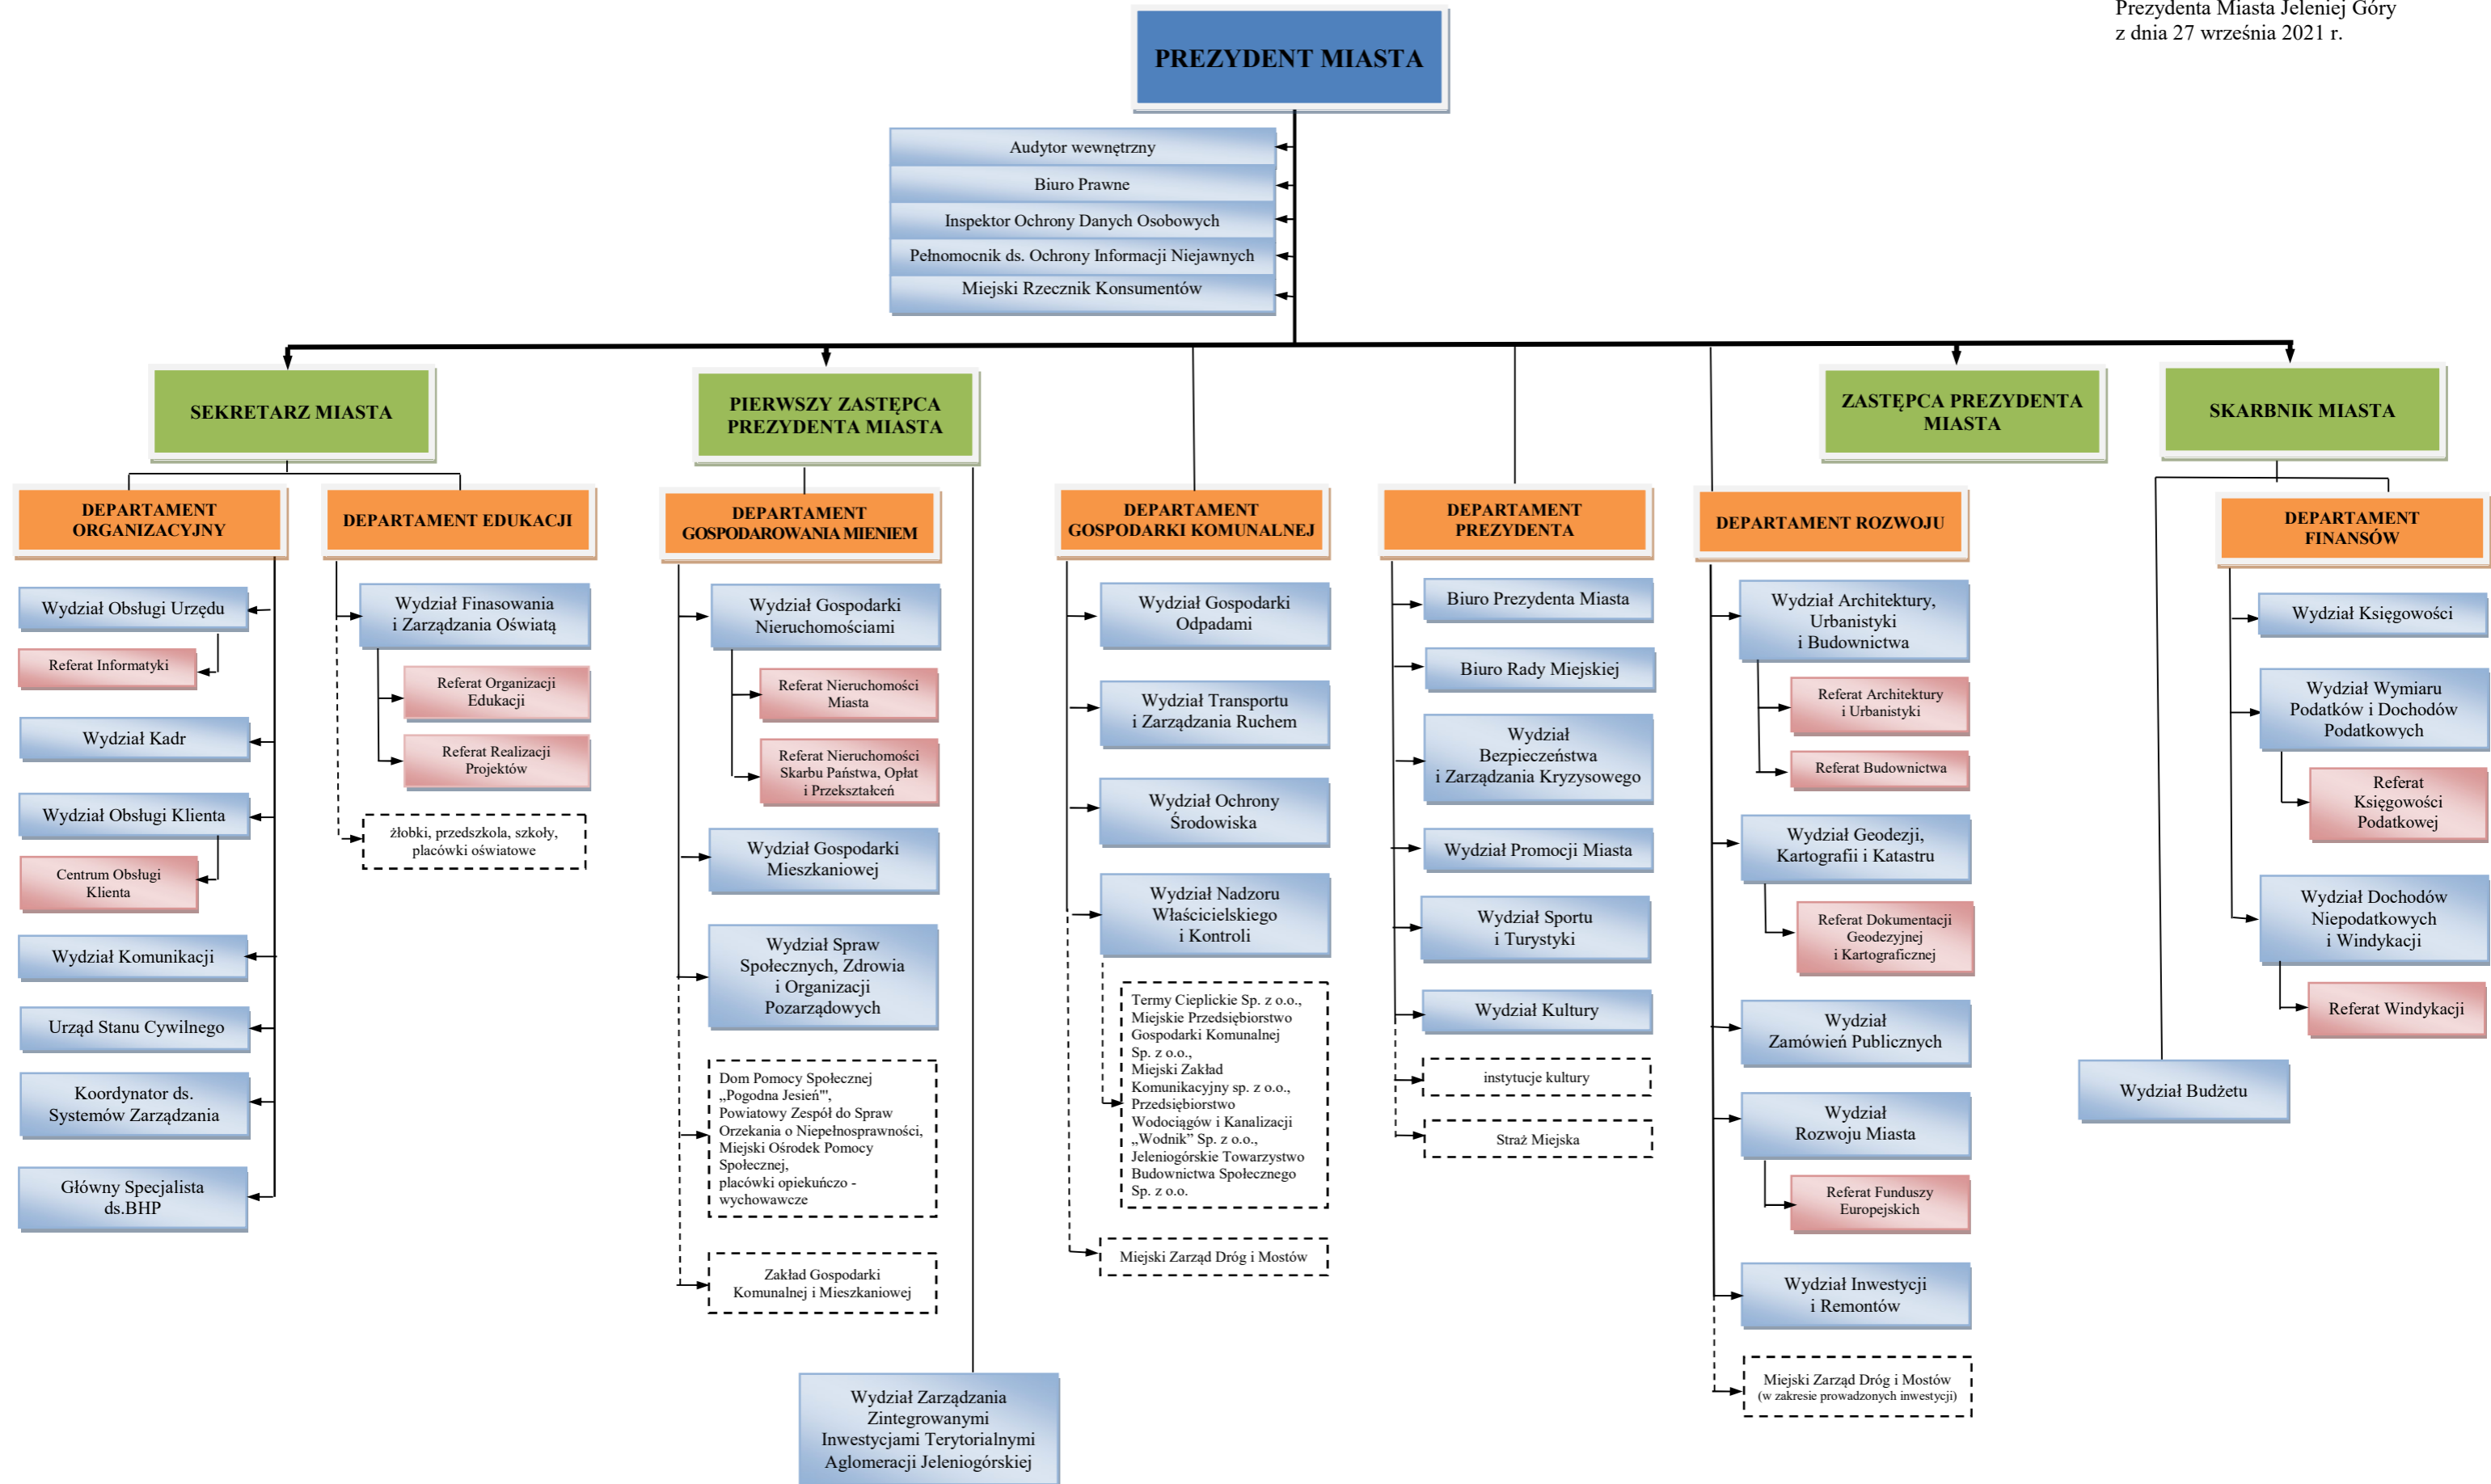 Prezydenta Miasta Jeleniej Góry
z dnia 27 września 2021 r.
PREZYDENT MIASTA
Audytor wewnętrzny
Biuro Prawne
Inspektor Ochrony Danych Osobowych
Pełnomocnik ds. Ochrony Informacji Niejawnych
Miejski Rzecznik Konsumentów
SEKRETARZ MIASTA
PIERWSZY ZASTĘPCA
PREZYDENTA MIASTA
ZASTĘPCA PREZYDENTA
MIASTA
SKARBNIK MIASTA
DEPARTAMENT
ORGANIZACYJNY
Wydział Obsługi Urzędu
Referat Informatyki
Wydział Kadr
Wydział Obsługi Klienta
Centrum Obsługi
Klienta
Wydział Komunikacji
Urząd Stanu Cywilnego
Koordynator ds.
Systemów Zarządzania
Główny Specjalista
ds.BHP
DEPARTAMENT EDUKACJI
Wydział Finasowania
i Zarządzania Oświatą
Referat Organizacji
Edukacji
Referat Realizacji
Projektów
żłobki, przedszkola, szkoły,
placówki oświatowe
DEPARTAMENT
GOSPODAROWANIA MIENIEM
Wydział Gospodarki
Nieruchomościami
Referat Nieruchomości
Miasta
Referat Nieruchomości
Skarbu Państwa, Opłat
i Przekształceń
Wydział Gospodarki
Mieszkaniowej
Wydział Spraw
Społecznych, Zdrowia
i Organizacji
Pozarządowych
Dom Pomocy Społecznej
„Pogodna Jesień'",
Powiatowy Zespół do Spraw
Orzekania o Niepełnosprawności,
Miejski Ośrodek Pomocy
Społecznej,
placówki opiekuńczo -
wychowawcze
Zakład Gospodarki
Komunalnej i Mieszkaniowej
Wydział Zarządzania
Zintegrowanymi
Inwestycjami Terytorialnymi
Aglomeracji Jeleniogórskiej
DEPARTAMENT
GOSPODARKI KOMUNALNEJ
Wydział Gospodarki
Odpadami
Wydział Transportu
i Zarządzania Ruchem
Wydział Ochrony
Środowiska
Wydział Nadzoru
Właścicielskiego
i Kontroli
Termy Cieplickie Sp. z o.o.,
Miejskie Przedsiębiorstwo
Gospodarki Komunalnej
Sp. z o.o.,
Miejski Zakład
Komunikacyjny sp. z o.o.,
Przedsiębiorstwo
Wodociągów i Kanalizacji
„Wodnik” Sp. z o.o.,
Jeleniogórskie Towarzystwo
Budownictwa Społecznego
Sp. z o.o.
Miejski Zarząd Dróg i Mostów
DEPARTAMENT
PREZYDENTA
Biuro Prezydenta Miasta
Biuro Rady Miejskiej
Wydział
Bezpieczeństwa
i Zarządzania Kryzysowego
Wydział Promocji Miasta
Wydział Sportu
i Turystyki
Wydział Kultury
instytucje kultury
Straż Miejska
DEPARTAMENT ROZWOJU
Wydział Architektury,
Urbanistyki
i Budownictwa
Referat Architektury
i Urbanistyki
Referat Budownictwa
Wydział Geodezji,
Kartografii i Katastru
Referat Dokumentacji
Geodezyjnej
i Kartograficznej
Wydział
Zamówień Publicznych
Wydział
Rozwoju Miasta
Referat Funduszy
Europejskich
Wydział Inwestycji
i Remontów
Miejski Zarząd Dróg i Mostów
(w zakresie prowadzonych inwestycji)
DEPARTAMENT
FINANSÓW
Wydział Księgowości
Wydział Wymiaru
Podatków i Dochodów
Podatkowych
Referat
Księgowości
Podatkowej
Wydział Dochodów
Niepodatkowych
i Windykacji
Referat Windykacji
Wydział Budżetu